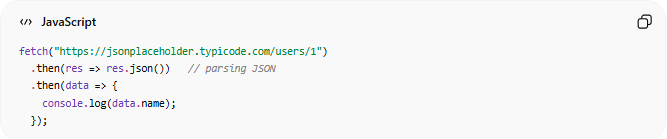 </> JavaScript
fetch("https://jsonplaceholder.typicode.com/users/1")
  .then(res => res.json())   // parsing JSON
  .then(data => {
    console.log(data.name);
  });